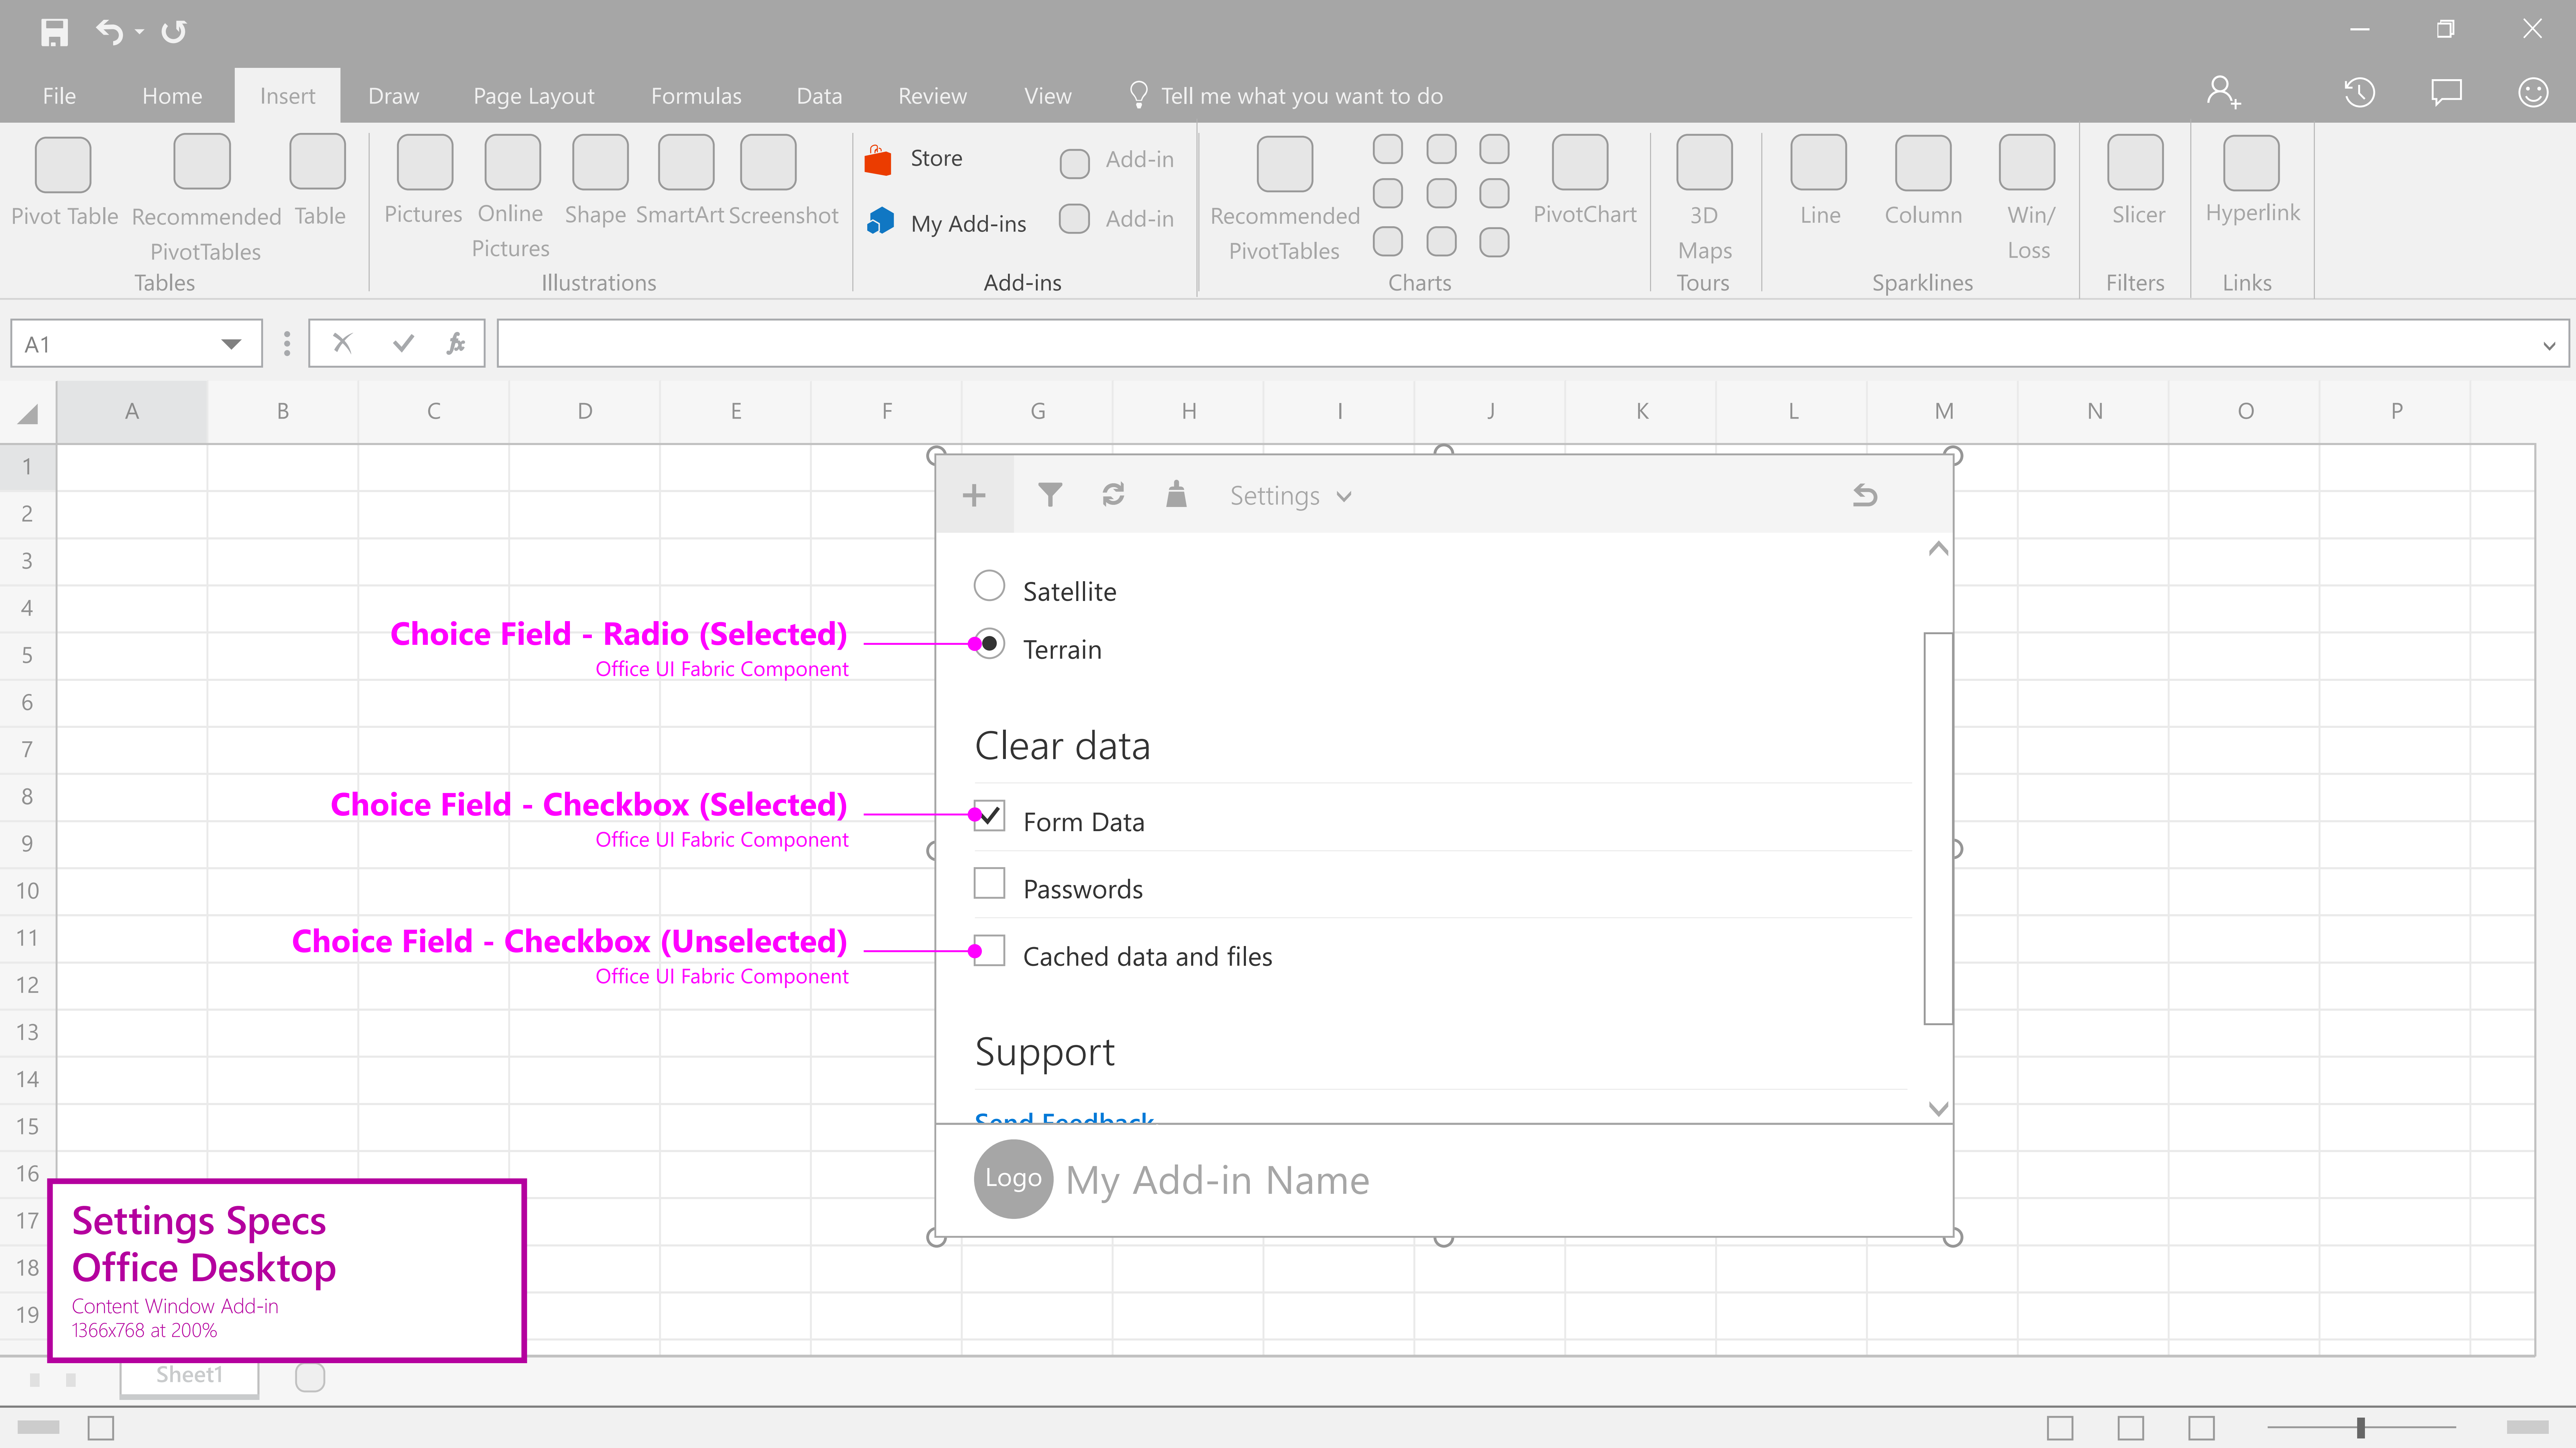 File Home Insert Draw Page Layout Formulas Data Review View Tell me what you want to do
Pivot Table
Recommended
PivotTables
Table
Tables
Pictures
Online
Pictures
Shape
SmartArt
Screenshot
Illustrations
Store
My Add-ins
Add-in
Add-in
Add-ins
Recommended
PivotTables
PivotChart
Charts
3D
Maps
Tours
Line
Column
Win/
Loss
Sparklines
Slicer
Filters
Hyperlink
Links
A1
fx
A B C D E F G H I J K L M N O P
1
2
3
4
5
6
7
8
9
10
11
12
13
14
15
16
17
18
19
Settings
Satellite
Choice Field - Radio (Selected)
Office UI Fabric Component
Terrain
Clear data
Choice Field - Checkbox (Selected)
Office UI Fabric Component
Form Data
Passwords
Choice Field - Checkbox (Unselected)
Office UI Fabric Component
Cached data and files
Support
Send Feedback
Logo
My Add-in Name
Settings Specs
Office Desktop
Content Window Add-in
1366x768 at 200%
Sheet1